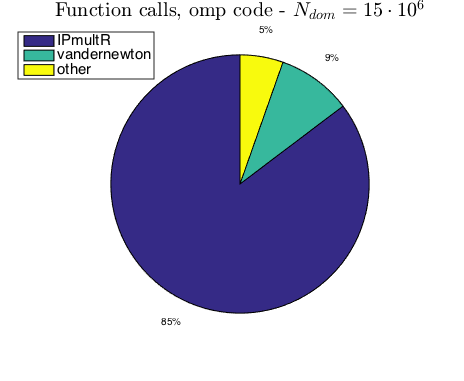 Function calls, omp code - $N_{dom} = 15 \cdot 10^6$
IPmultR
vandernewton
other
5%
9%
85%